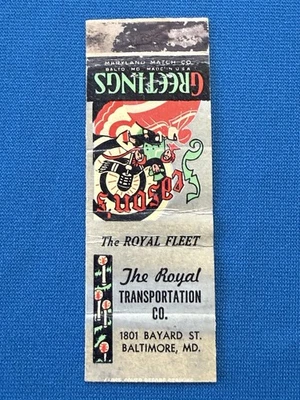 MARYLAND MATCH CO.
BALTO. MD. MADE IN U.S.A.
Season's
GREETINGS
The ROYAL FLEET
The Royal
TRANSPORTATION
CO.
1801 BAYARD ST.
BALTIMORE, MD.